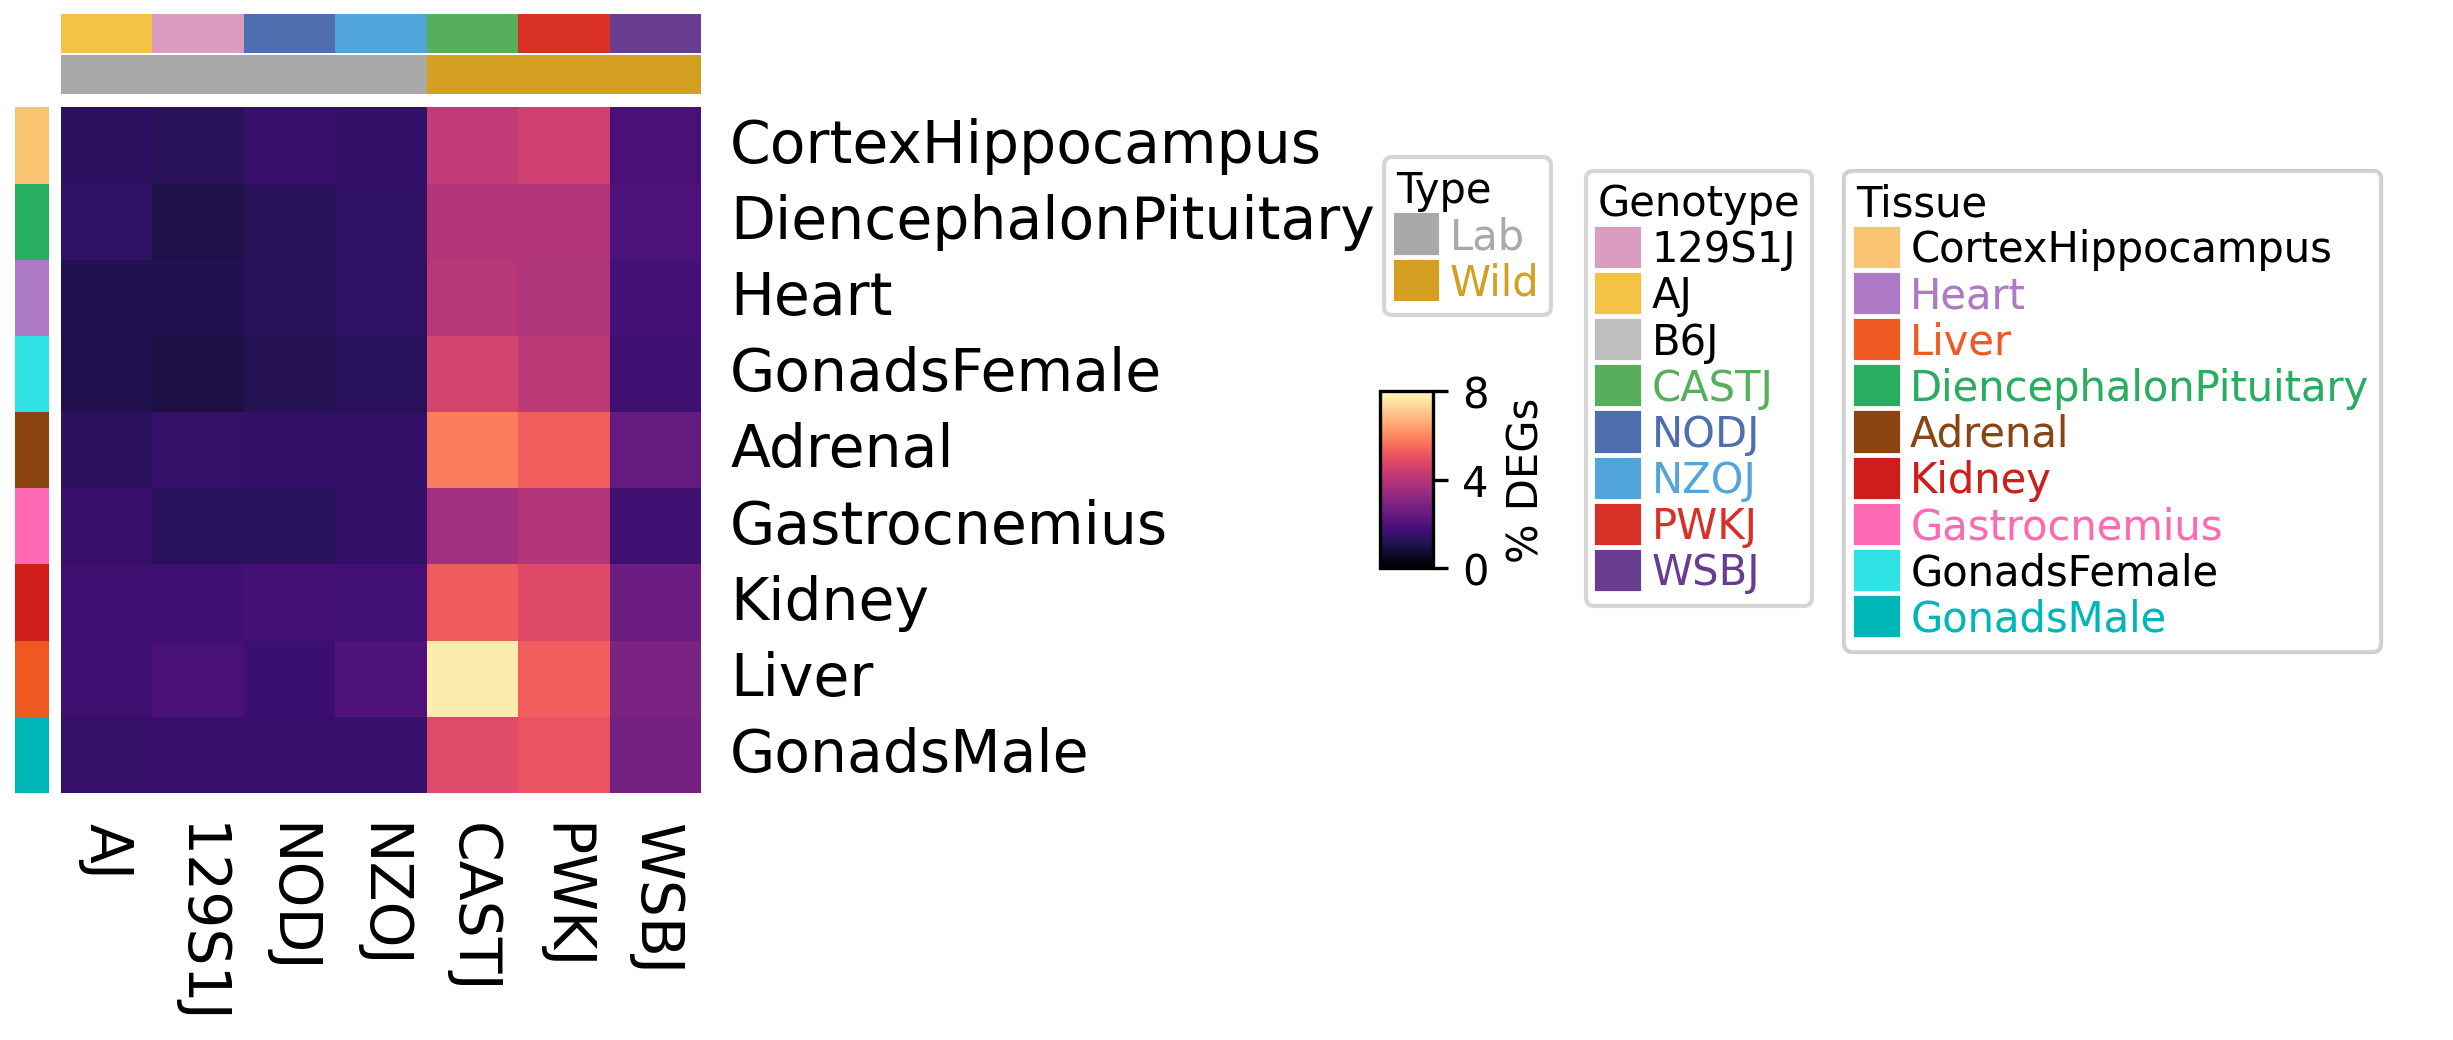 CortexHippocampus
DiencephalonPituitary
Heart
GonadsFemale
Adrenal
Gastrocnemius
Kidney
Liver
GonadsMale
AJ
129S1J
NODJ
NZOJ
CASTJ
PWKJ
WSBJ
Type
Lab
Wild
8
4
0
% DEGs
Genotype
129S1J
AJ
B6J
CASTJ
NODJ
NZOJ
PWKJ
WSBJ
Tissue
CortexHippocampus
Heart
Liver
DiencephalonPituitary
Adrenal
Kidney
Gastrocnemius
GonadsFemale
GonadsMale